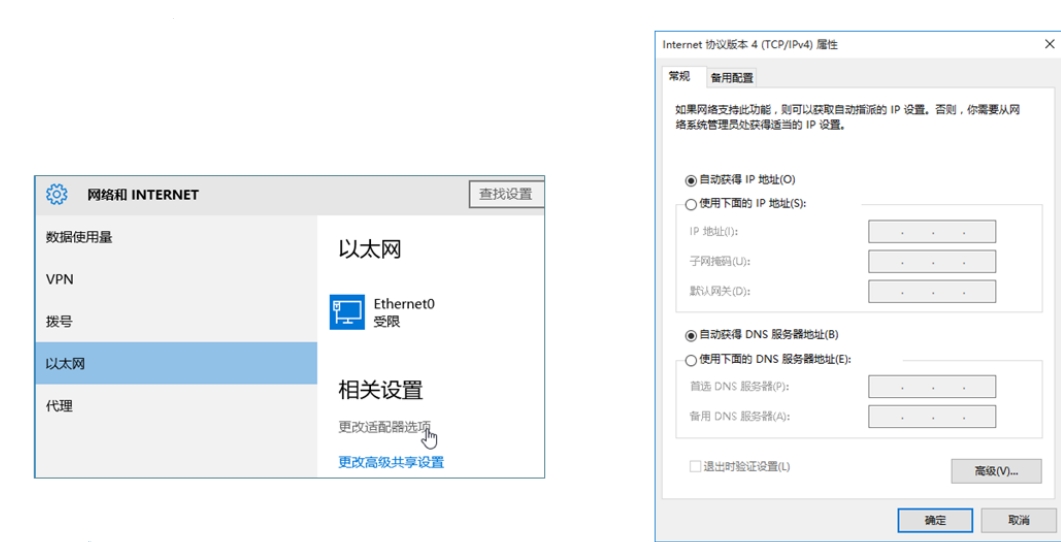 网络和 INTERNET
查找设置
数据使用量
VPN
拨号
以太网
代理
以太网
Ethernet0
受限
相关设置
更改适配器选项
更改高级共享设置
Internet 协议版本 4 (TCP/IPv4) 属性
常规
备用配置
如果网络支持此功能，则可以获取自动指派的 IP 设置。否则，你需要从网
络系统管理员处获得适当的 IP 设置。
自动获得 IP 地址(O)
使用下面的 IP 地址(S):
IP 地址(I):
子网掩码(U):
默认网关(D):
自动获得 DNS 服务器地址(B)
使用下面的 DNS 服务器地址(E):
首选 DNS 服务器(P):
备用 DNS 服务器(A):
退出时验证设置(L)
高级(V)...
确定
取消